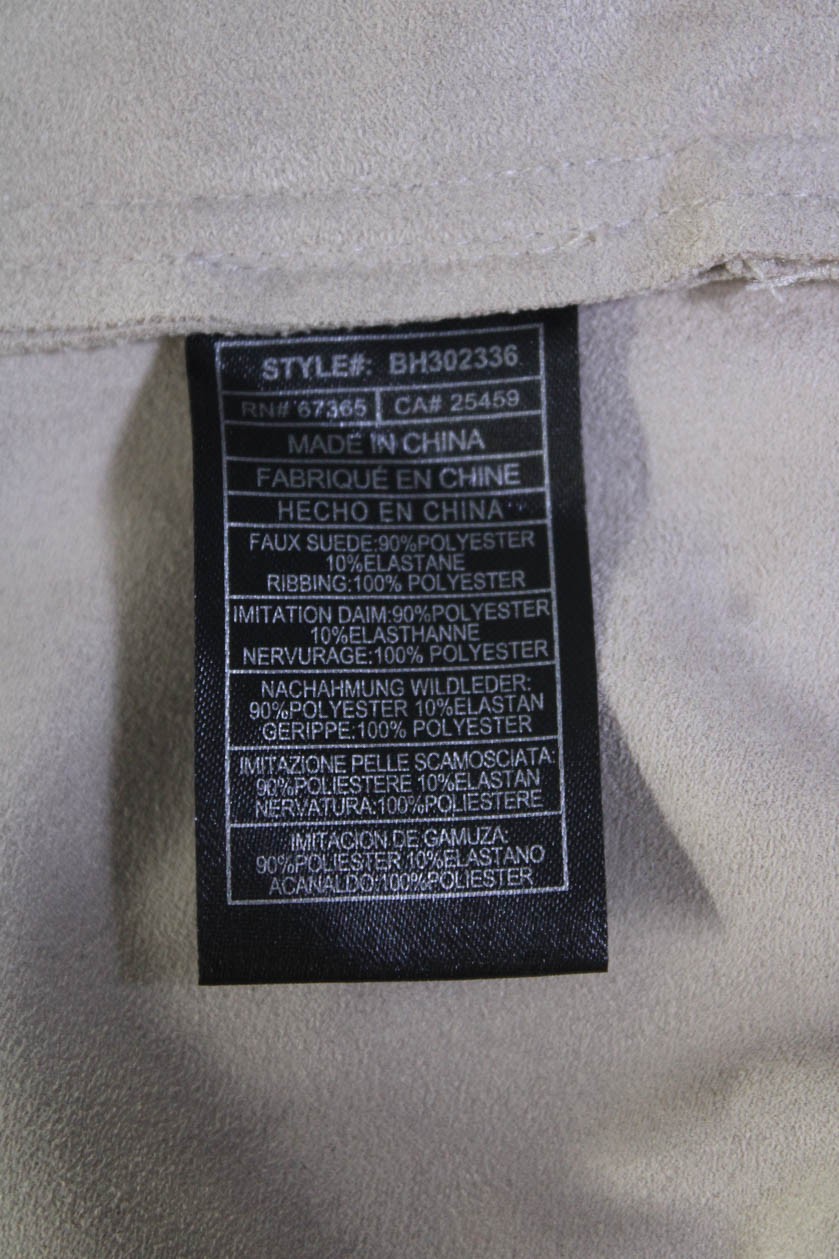 STYLE#: BH302336
RN# 67365 CA# 25459
MADE IN CHINA
FABRIQUÉ EN CHINE
HECHO EN CHINA
FAUX SUEDE:90%POLYESTER
10%ELASTANE
RIBBING:100% POLYESTER
IMITATION DAIM:90%POLYESTER
10%ELASTHANNE
NERVURAGE:100% POLYESTER
NACHAHMUNG WILDLEDER:
90%POLYESTER 10%ELASTAN
GERIPPE:100% POLYESTER
IMITAZIONE PELLE SCAMOSCIATA:
90%POLIESTERE 10%ELASTAN
NERVATURA:100%POLIESTERE
IMITACION DE GAMUZA:
90%POLIESTER 10%ELASTANO
ACANALDO:100%POLIESTER